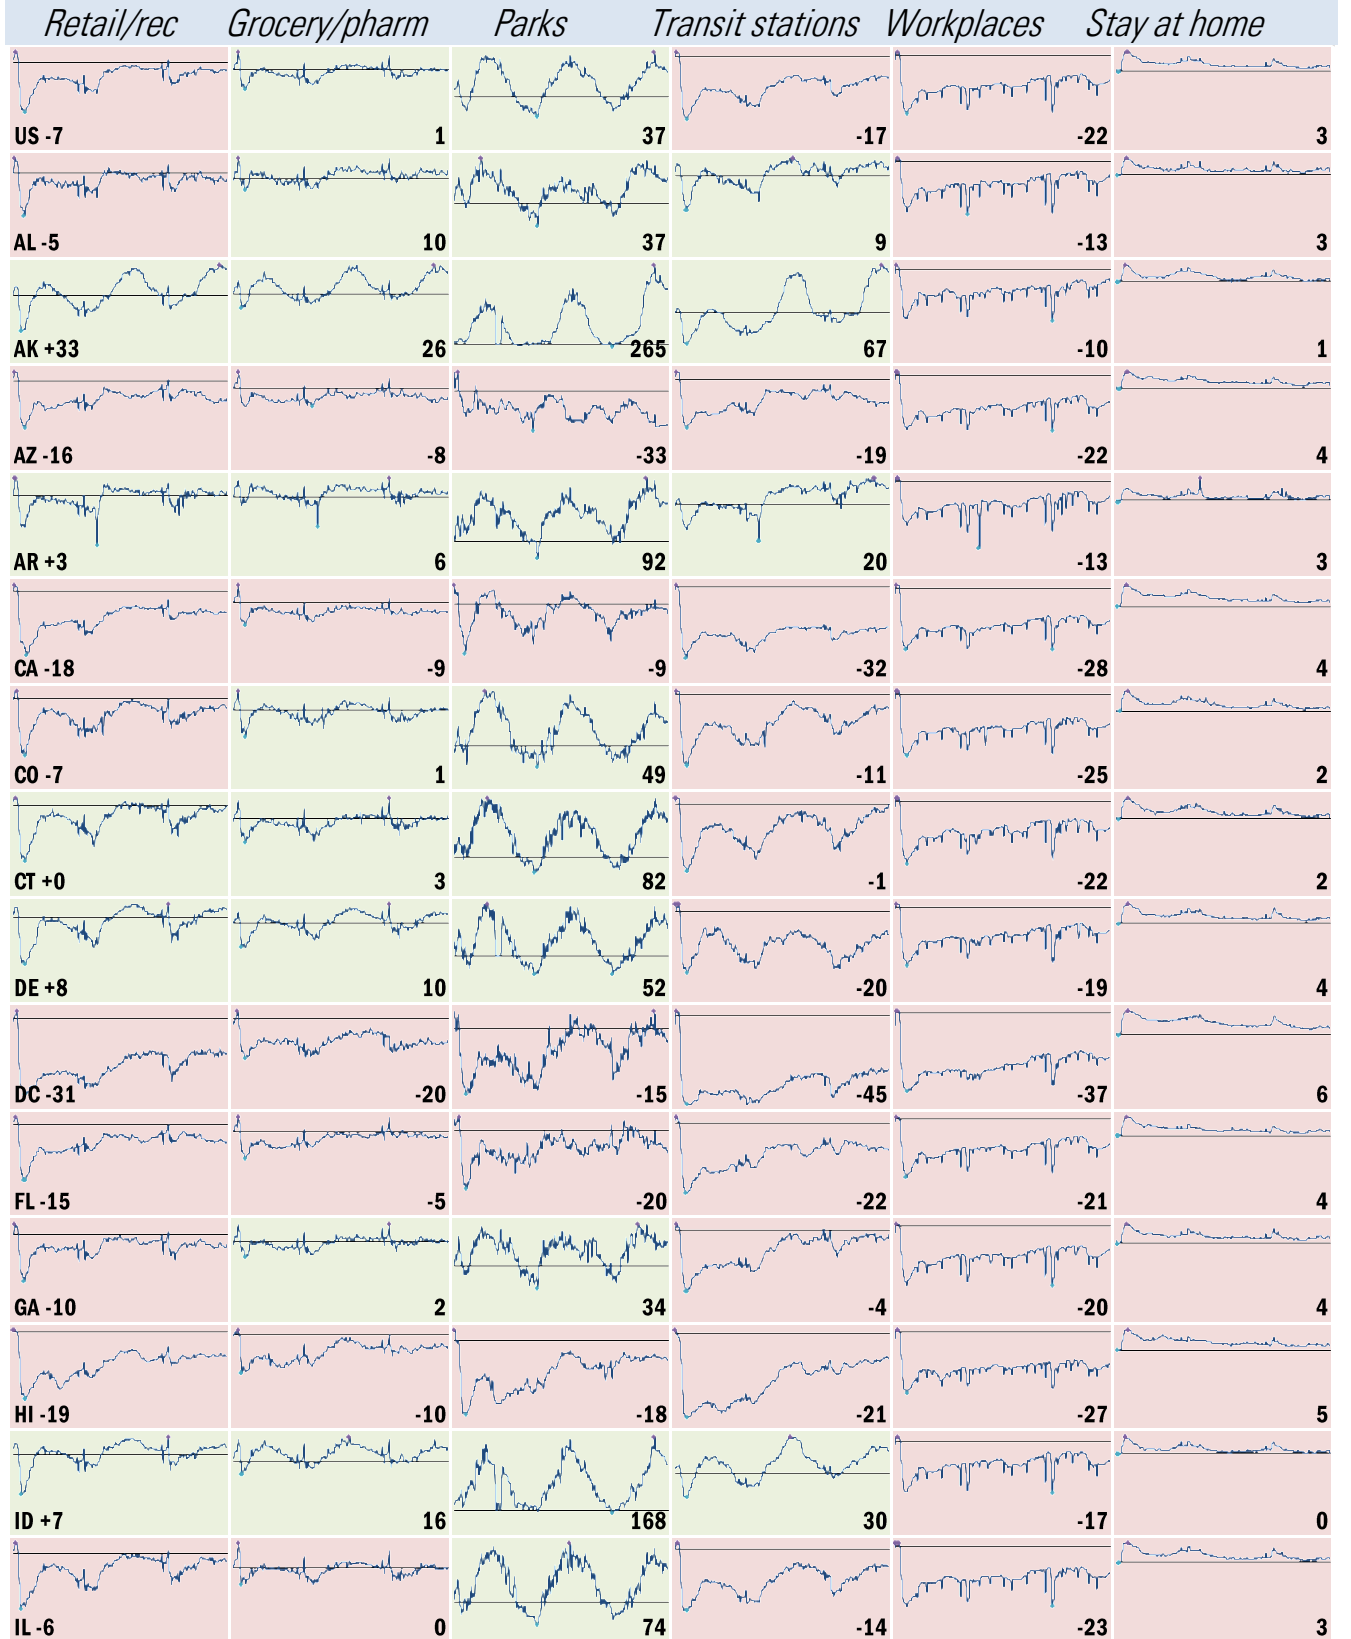 Retail/rec Grocery/pharm Parks Transit stations Workplaces Stay at home
US -7 1 37 -17 -22 3
AL -5 10 37 9 -13 3
AK +33 26 265 67 -10 1
AZ -16 -8 -33 -19 -22 4
AR +3 6 92 20 -13 3
CA -18 -9 -9 -32 -28 4
CO -7 1 49 -11 -25 2
CT +0 3 82 -1 -22 2
DE +8 10 52 -20 -19 4
DC -31 -20 -15 -45 -37 6
FL -15 -5 -20 -22 -21 4
GA -10 2 34 -4 -20 4
HI -19 -10 -18 -21 -27 5
ID +7 16 168 30 -17 0
IL -6 0 74 -14 -23 3